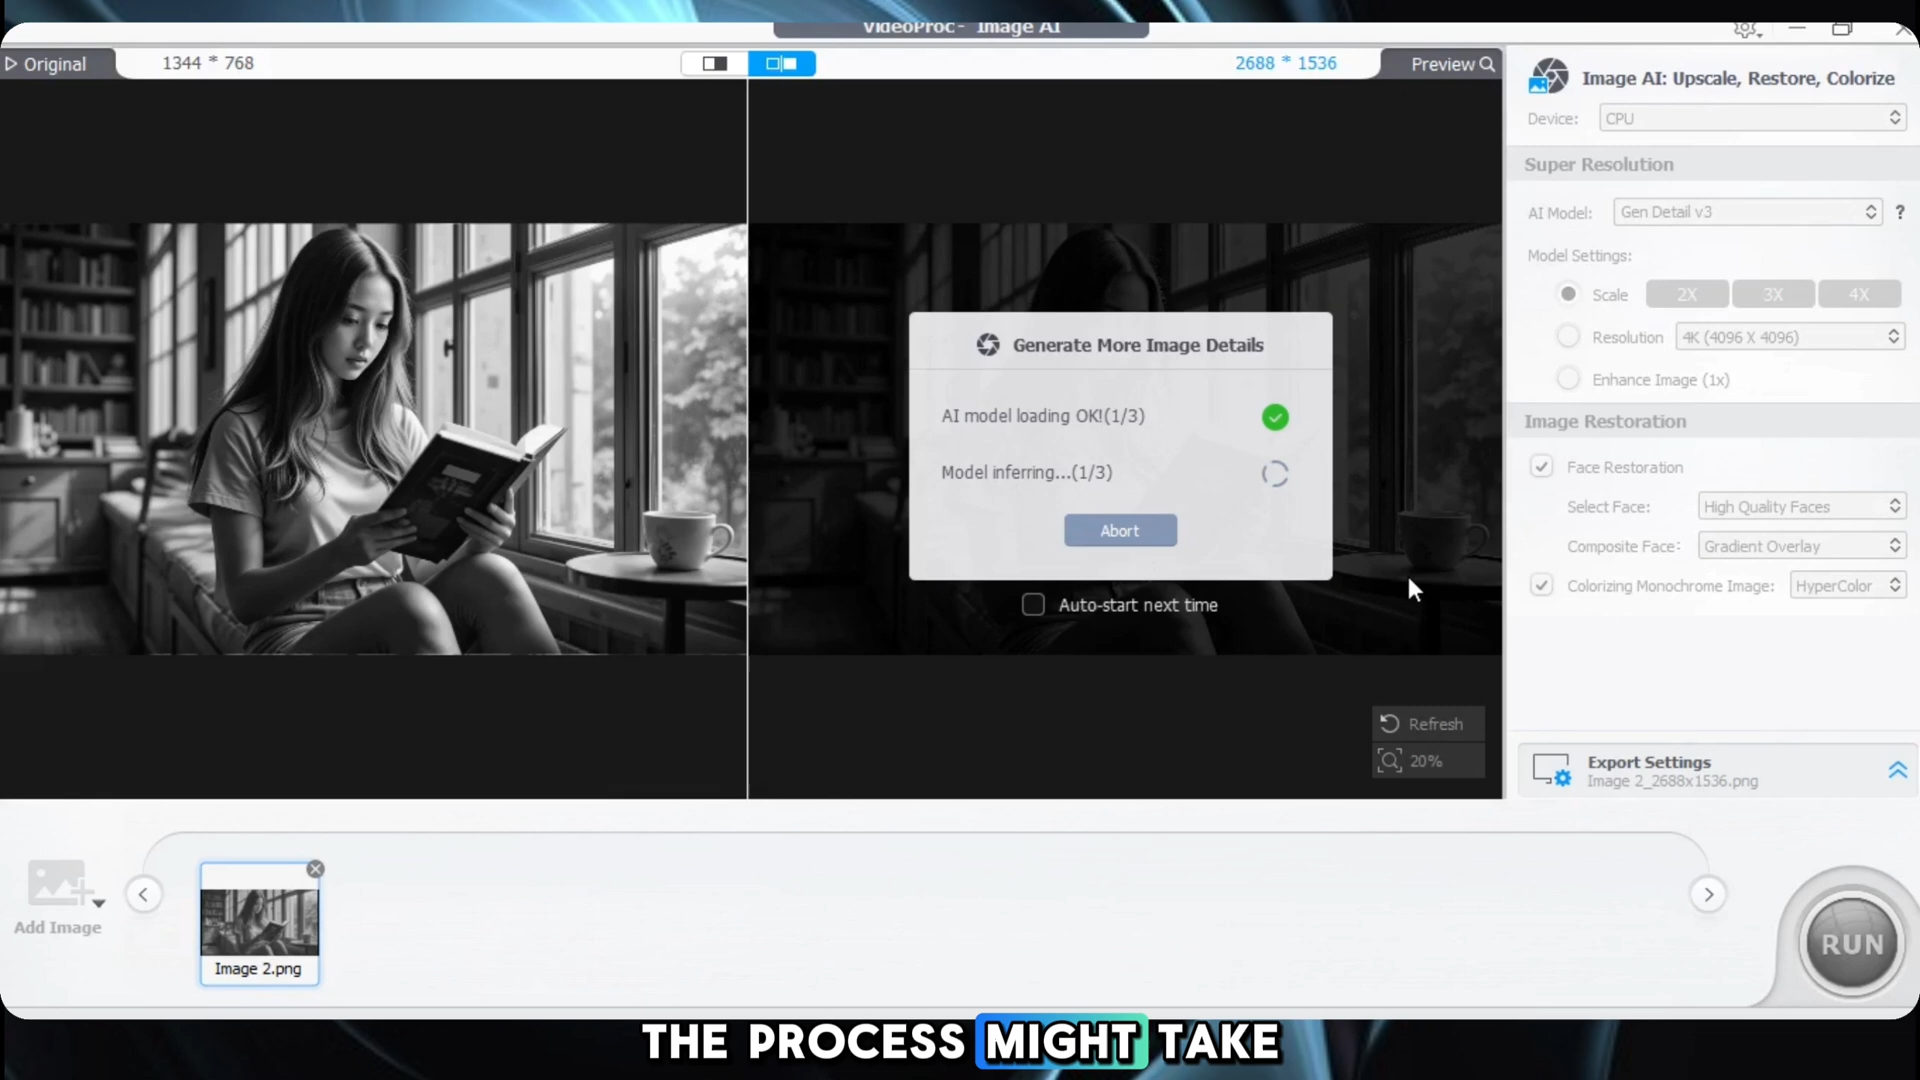 VideoProc - Image AI
Original
1344 * 768
2688 * 1536
Preview
Image AI: Upscale, Restore, Colorize
Device: CPU
Super Resolution
AI Model: Gen Detail v3 ?
Model Settings:
Scale 2X 3X 4X
Resolution 4K (4096 X 4096)
Enhance Image (1x)
Image Restoration
Face Restoration
Select Face: High Quality Faces
Composite Face: Gradient Overlay
Colorizing Monochrome Image: HyperColor
Generate More Image Details
AI model loading OK!(1/3)
Model inferring...(1/3)
Abort
Auto-start next time
Refresh
20%
Export Settings
Image 2_2688x1536.png
Add Image
Image 2.png
RUN
THE PROCESS MIGHT TAKE